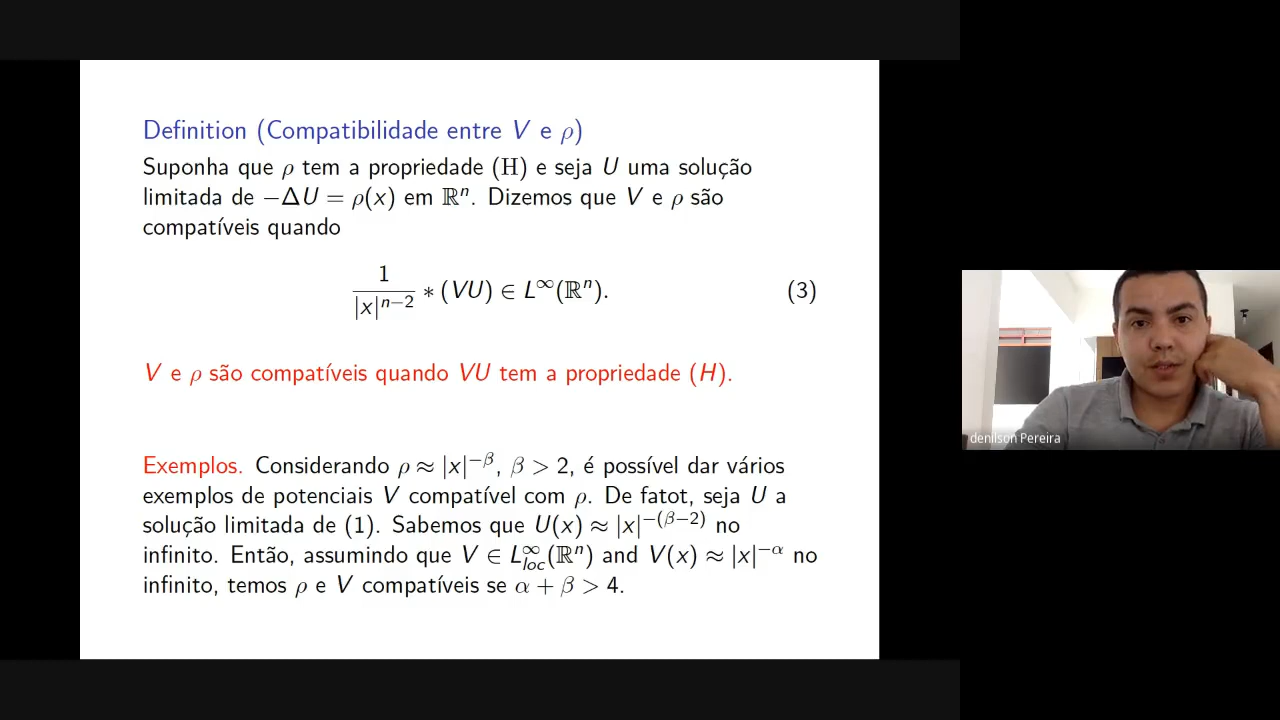 Definition (Compatibilidade entre V e ρ)
Suponha que ρ tem a propriedade (H) e seja U uma solução
limitada de −ΔU = ρ(x) em ℝⁿ. Dizemos que V e ρ são
compatíveis quando
1/|x|ⁿ⁻² ∗ (VU) ∈ L^∞(ℝⁿ). (3)
V e ρ são compatíveis quando VU tem a propriedade (H).
Exemplos. Considerando ρ ≈ |x|^−β, β > 2, é possível dar vários
exemplos de potenciais V compatível com ρ. De fatot, seja U a
solução limitada de (1). Sabemos que U(x) ≈ |x|^−(β−2) no
infinito. Então, assumindo que V ∈ L^∞_loc(ℝⁿ) and V(x) ≈ |x|^−α no
infinito, temos ρ e V compatíveis se α + β > 4.
denilson Pereira